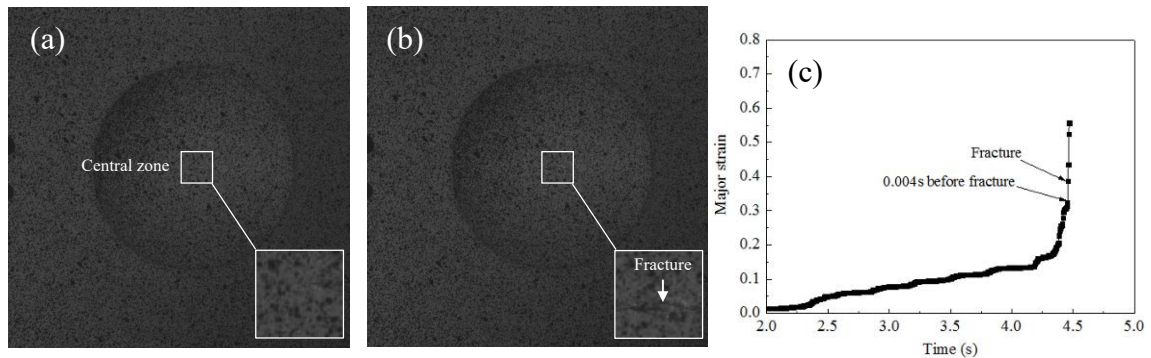 (a)
Central zone
(b)
Fracture
(c)
0.8
0.7
0.6
0.5
0.4
0.3
0.2
0.1
0.0
Major strain
Fracture
0.004s before fracture
2.0 2.5 3.0 3.5 4.0 4.5 5.0
Time (s)